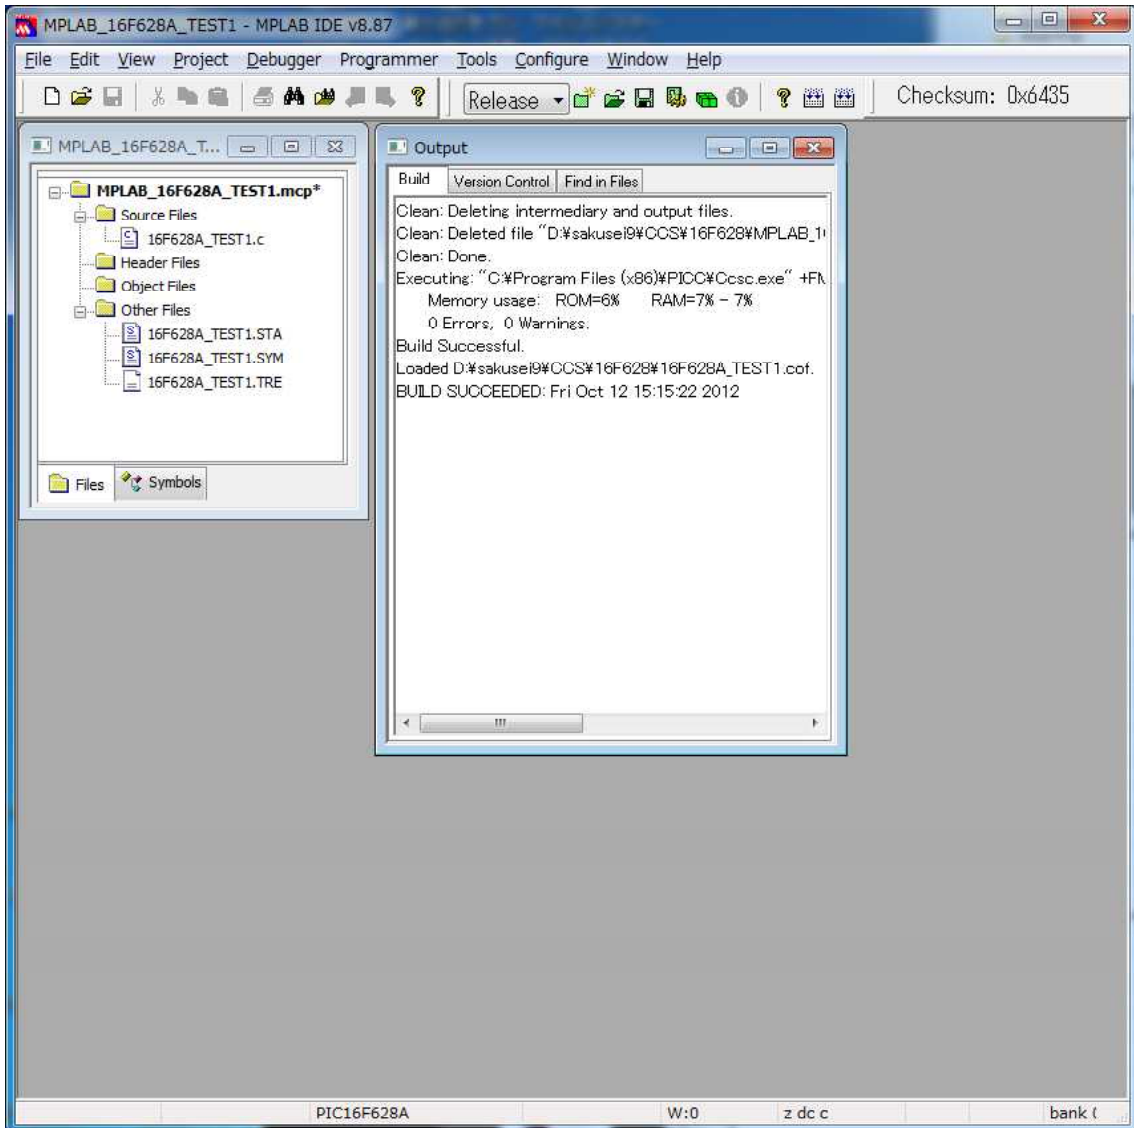 MPLAB_16F628A_TEST1 - MPLAB IDE v8.87
File Edit View Project Debugger Programmer Tools Configure Window Help
Release Checksum: 0x6435
MPLAB_16F628A_T...
MPLAB_16F628A_TEST1.mcp*
Source Files
16F628A_TEST1.c
Header Files
Object Files
Other Files
16F628A_TEST1.STA
16F628A_TEST1.SYM
16F628A_TEST1.TRE
Files Symbols
Output
Build Version Control Find in Files
Clean: Deleting intermediary and output files.
Clean: Deleted file "D:¥sakusei9¥CCS¥16F628¥MPLAB_1
Clean: Done.
Executing: "C:¥Program Files (x86)¥PICC¥Ccsc.exe" +F
Memory usage: ROM=6% RAM=7% - 7%
0 Errors, 0 Warnings.
Build Successful.
Loaded D:¥sakusei9¥CCS¥16F628¥16F628A_TEST1.cof.
BUILD SUCCEEDED: Fri Oct 12 15:15:22 2012
PIC16F628A W:0 z dc c bank